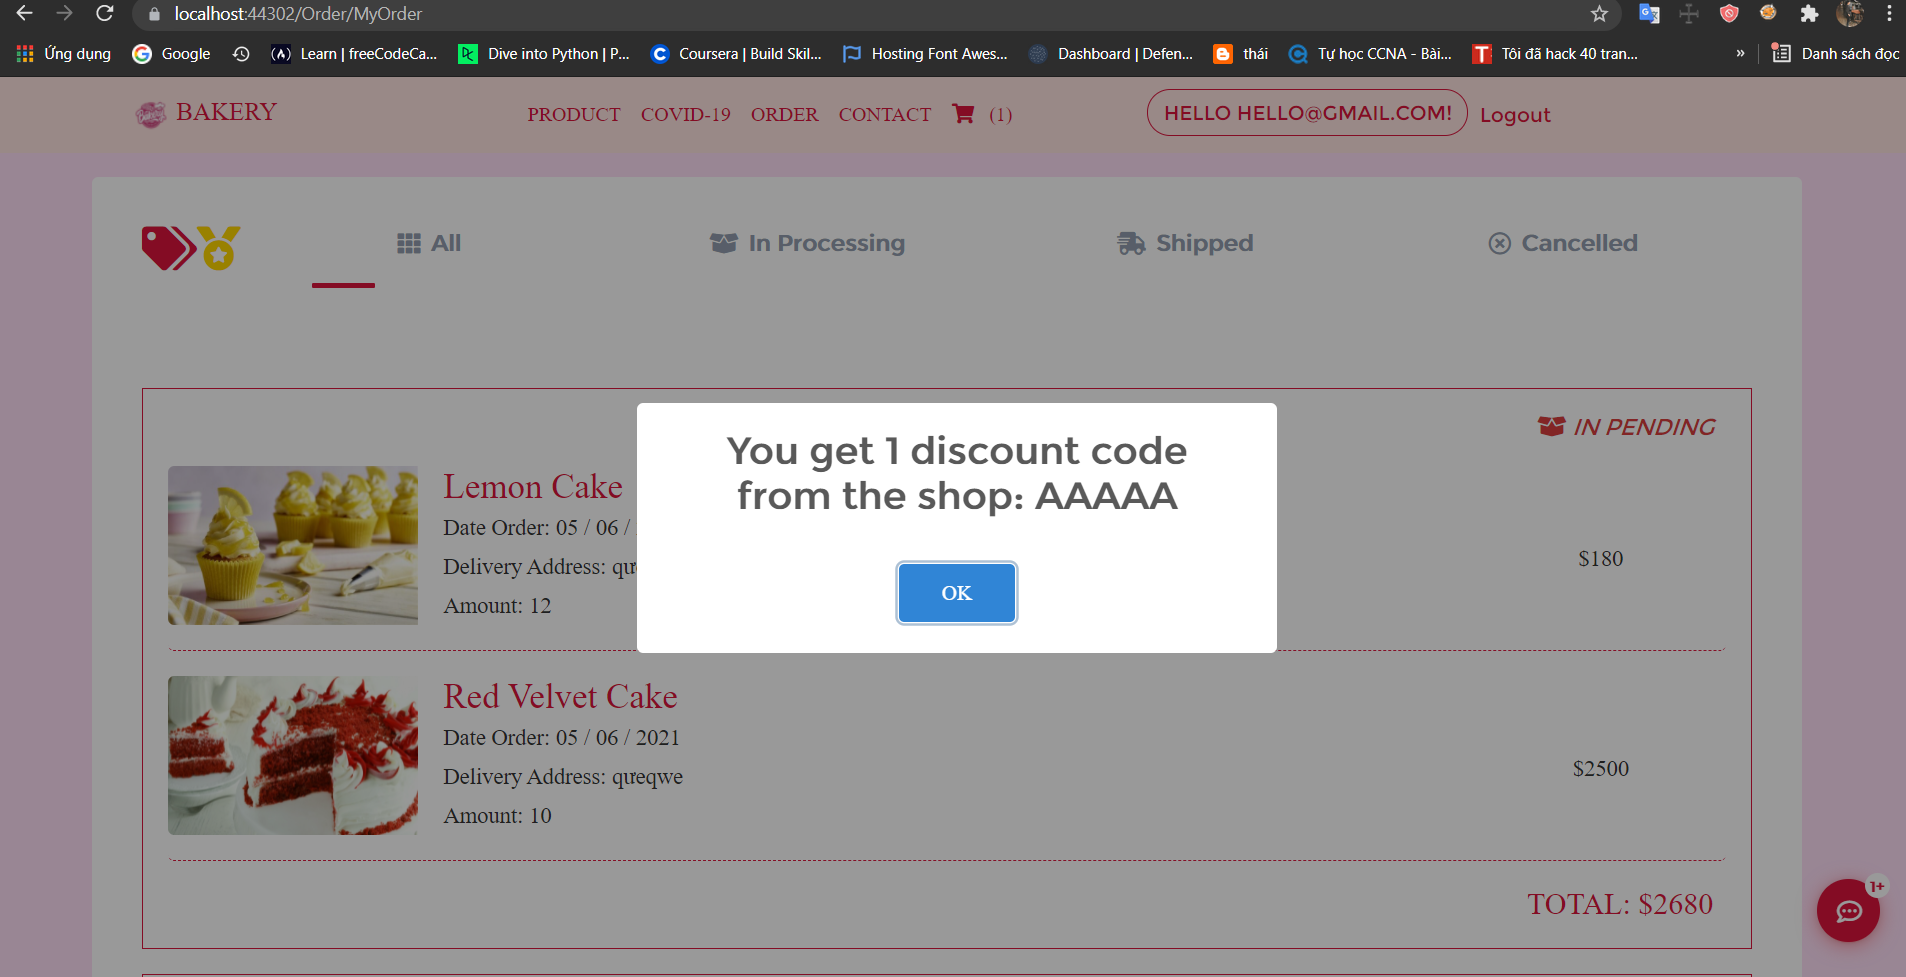 localhost:44302/Order/MyOrder
Ứng dụng
Google
Learn | freeCodeCa...
Dive into Python | P...
Coursera | Build Skil...
Hosting Font Awes...
Dashboard | Defen...
thái
Tự học CCNA - Bài...
Tôi đã hack 40 tran...
»
Danh sách đọc
BAKERY
PRODUCT
COVID-19
ORDER
CONTACT
(1)
HELLO HELLO@GMAIL.COM!
Logout
All
In Processing
Shipped
Cancelled
IN PENDING
You get 1 discount code
from the shop: AAAAA
OK
Lemon Cake
Date Order: 05 / 06 /
Delivery Address:
Amount: 12
$180
Red Velvet Cake
Date Order: 05 / 06 / 2021
Delivery Address: qưeqwe
Amount: 10
$2500
TOTAL: $2680
1+